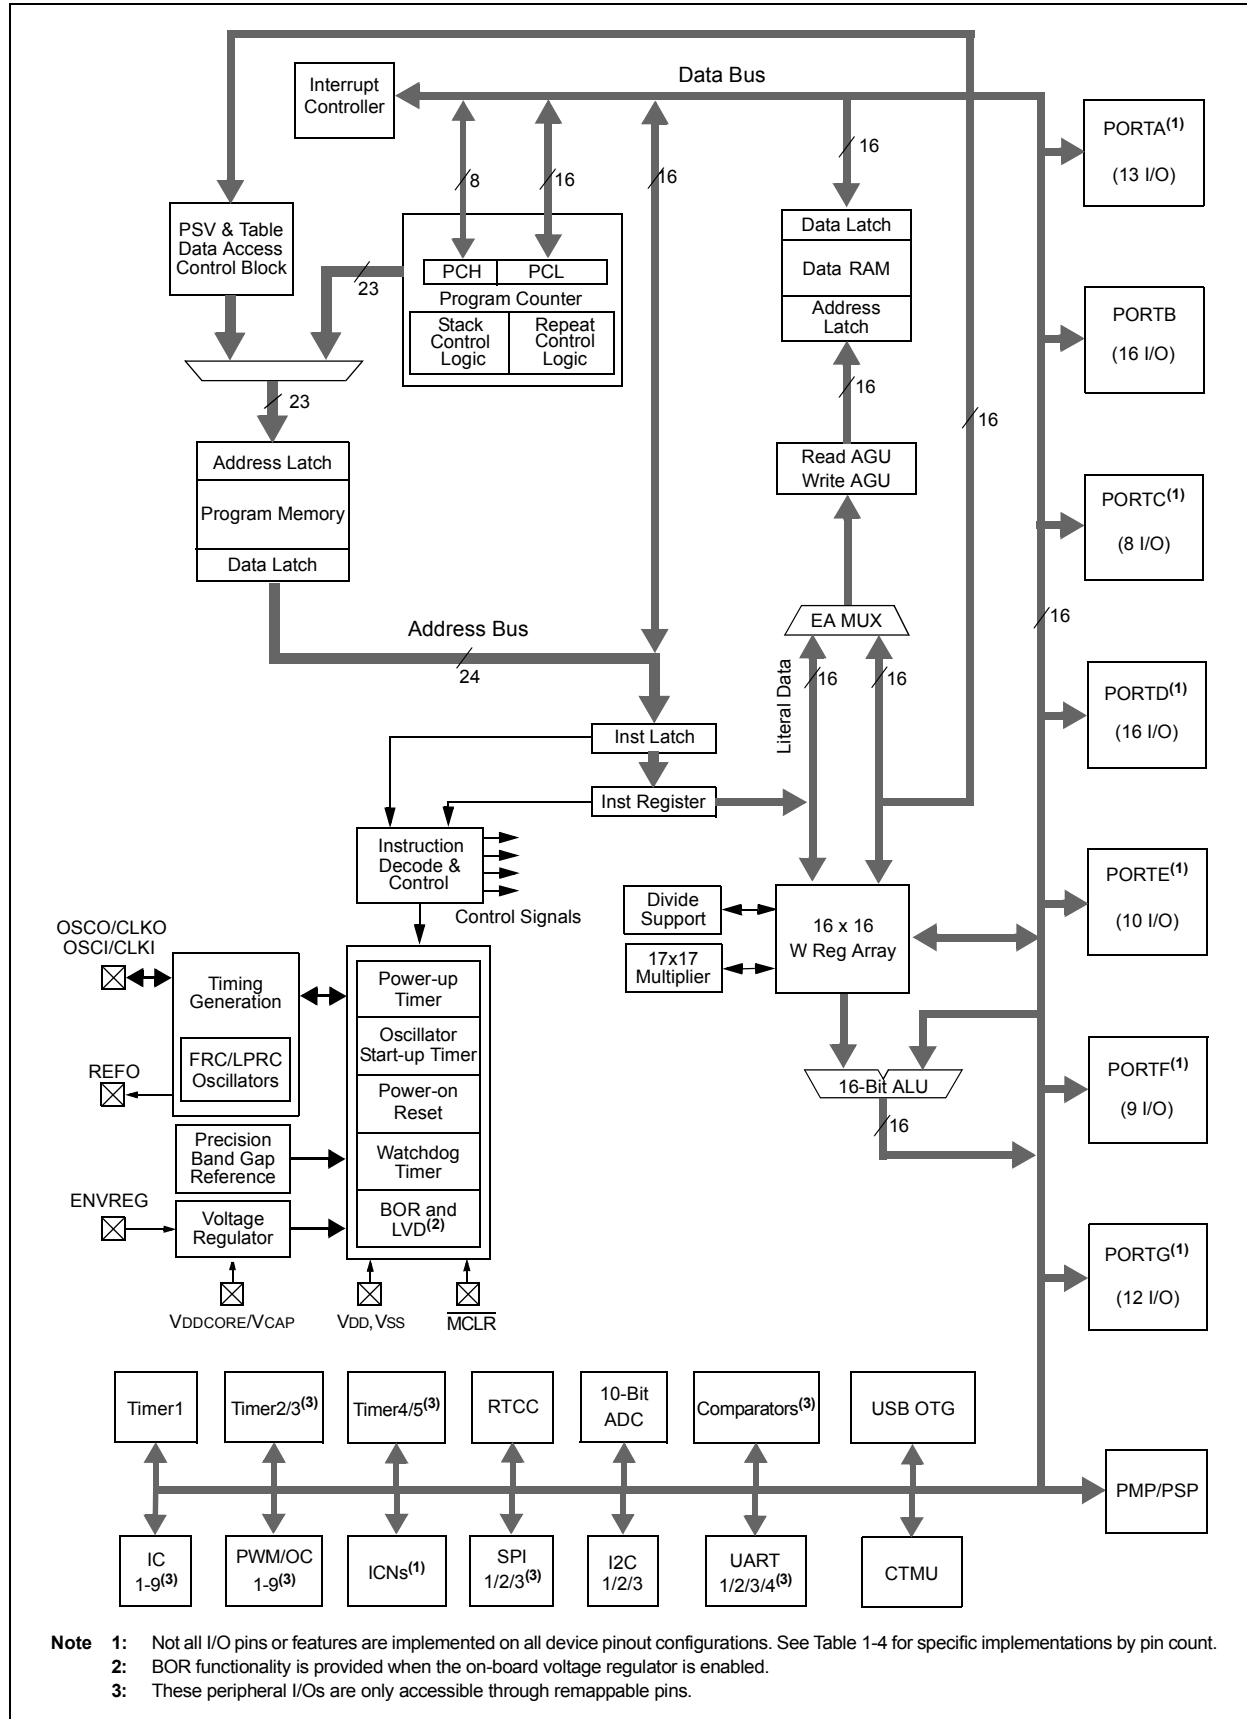 Data Bus
Interrupt
Controller
8
16
16
16
PORTA(1)
(13 I/O)
PSV & Table
Data Access
Control Block
23
PCH
PCL
Program Counter
Stack
Control
Logic
Repeat
Control
Logic
Data Latch
Data RAM
Address
Latch
PORTB
(16 I/O)
23
16
16
Address Latch
Program Memory
Data Latch
Read AGU
Write AGU
PORTC(1)
(8 I/O)
Address Bus
24
EA MUX
16
Literal Data
16
16
PORTD(1)
(16 I/O)
Inst Latch
Inst Register
Instruction
Decode &
Control
Control Signals
Divide
Support
17x17
Multiplier
16 x 16
W Reg Array
PORTE(1)
(10 I/O)
OSCO/CLKO
OSCI/CLKI
Timing
Generation
FRC/LPRC
Oscillators
REFO
Power-up
Timer
Oscillator
Start-up Timer
Power-on
Reset
Watchdog
Timer
BOR and
LVD(2)
Precision
Band Gap
Reference
ENVREG
Voltage
Regulator
VDDCORE/VCAP
VDD, VSS
MCLR
16-Bit ALU
16
PORTF(1)
(9 I/O)
PORTG(1)
(12 I/O)
Timer1
Timer2/3(3)
Timer4/5(3)
RTCC
10-Bit
ADC
Comparators(3)
USB OTG
PMP/PSP
IC
1-9(3)
PWM/OC
1-9(3)
ICNs(1)
SPI
1/2/3(3)
I2C
1/2/3
UART
1/2/3/4(3)
CTMU
Note 1: Not all I/O pins or features are implemented on all device pinout configurations. See Table 1-4 for specific implementations by pin count.
2: BOR functionality is provided when the on-board voltage regulator is enabled.
3: These peripheral I/Os are only accessible through remappable pins.